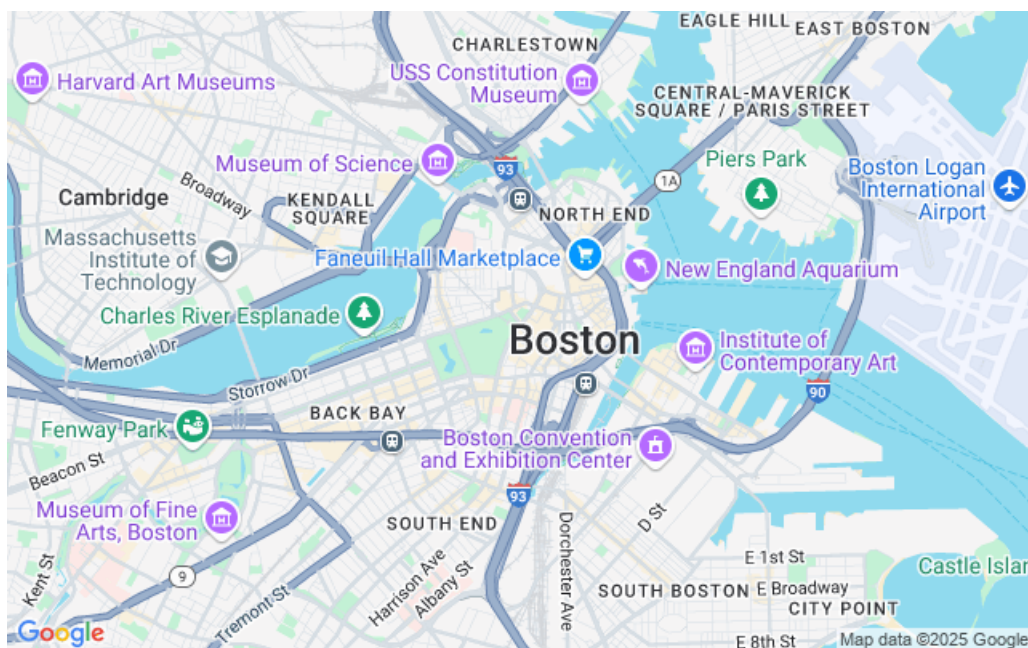 EAGLE HILL
EAST BOSTON
CHARLESTOWN
Harvard Art Museums
USS Constitution
Museum
CENTRAL-MAVERICK
SQUARE / PARIS STREET
Museum of Science
93
Piers Park
Boston Logan
International
Airport
1A
Cambridge
Broadway
KENDALL
SQUARE
NORTH END
Massachusetts
Institute of
Technology
Faneuil Hall Marketplace
New England Aquarium
Charles River Esplanade
Boston
Institute of
Contemporary Art
Memorial Dr
Storrow Dr
90
BACK BAY
Fenway Park
Boston Convention
and Exhibition Center
Beacon St
93
Museum of Fine
Arts, Boston
SOUTH END
D St
Dorchester Ave
E 1st St
Castle Islan
Kent St
9
Harrison Ave
Albany St
Tremont St
SOUTH BOSTON
E Broadway
CITY POINT
E 8th St
Google
Map data ©2025 Google